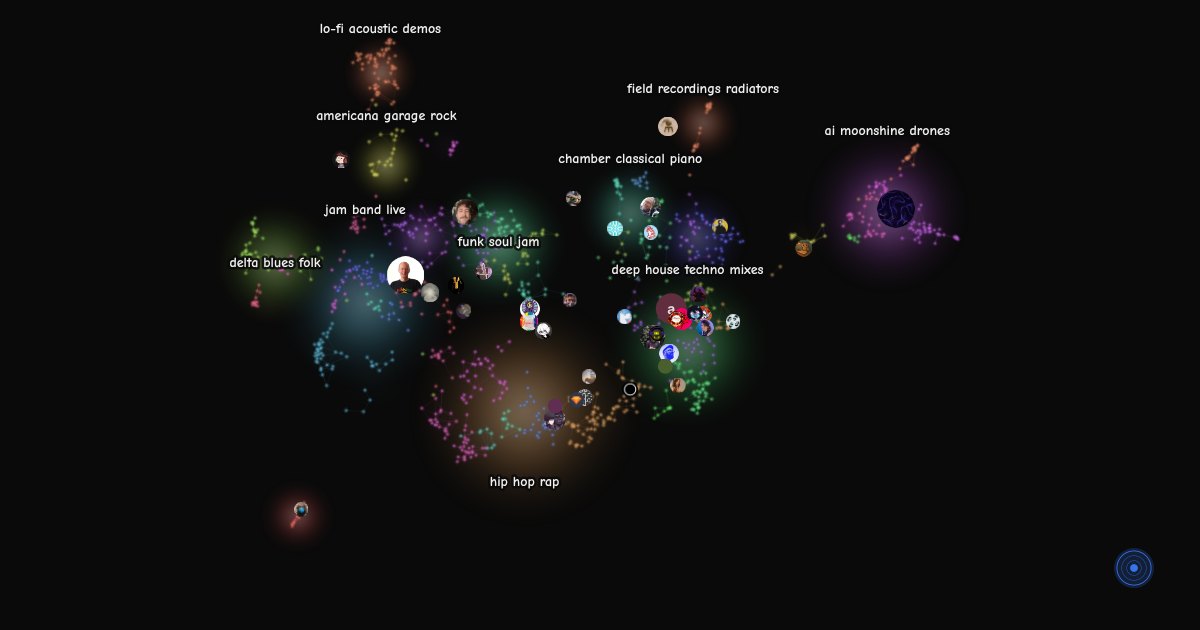 lo-fi acoustic demos
field recordings radiators
americana garage rock
ai moonshine drones
chamber classical piano
jam band live
funk soul jam
delta blues folk
deep house techno mixes
hip hop rap